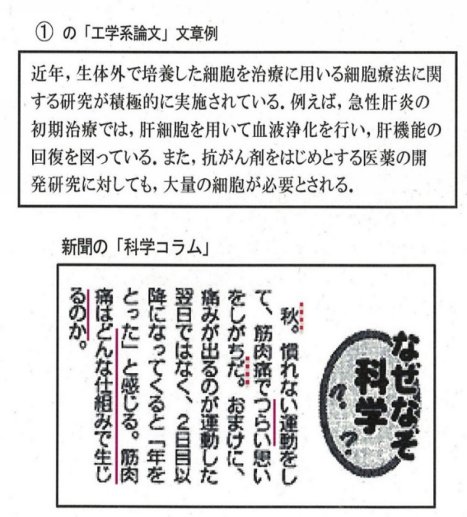 ① の「工学系論文」文章例
近年，生体外で培養した細胞を治療に用いる細胞療法に関
する研究が積極的に実施されている．例えば，急性肝炎の
初期治療では，肝細胞を用いて血液浄化を行い，肝機能の
回復を図っている．また，抗がん剤をはじめとする医薬の開
発研究に対しても，大量の細胞が必要とされる．
新聞の「科学コラム」
なぜなぞ
科学
？？
秋。慣れない運動をし
て、筋肉痛でつらい思い
をしがちだ。おまけに、
痛みが出るのが運動した
翌日ではなく、２日目以
降になってくると「年を
とった」と感じる。筋肉
痛はどんな仕組みで生じ
るのか。